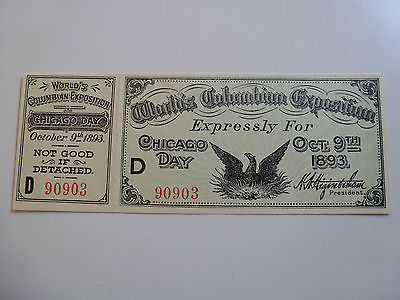 WORLD'S
COLUMBIAN EXPOSITION
CHICAGO DAY
October 9th 1893.
NOT GOOD
IF
DETACHED.
D 90903
World's Columbian Exposition
Expressly For
CHICAGO DAY
OCT. 9TH 1893.
D
90903
H.N. Higinbotham
President.